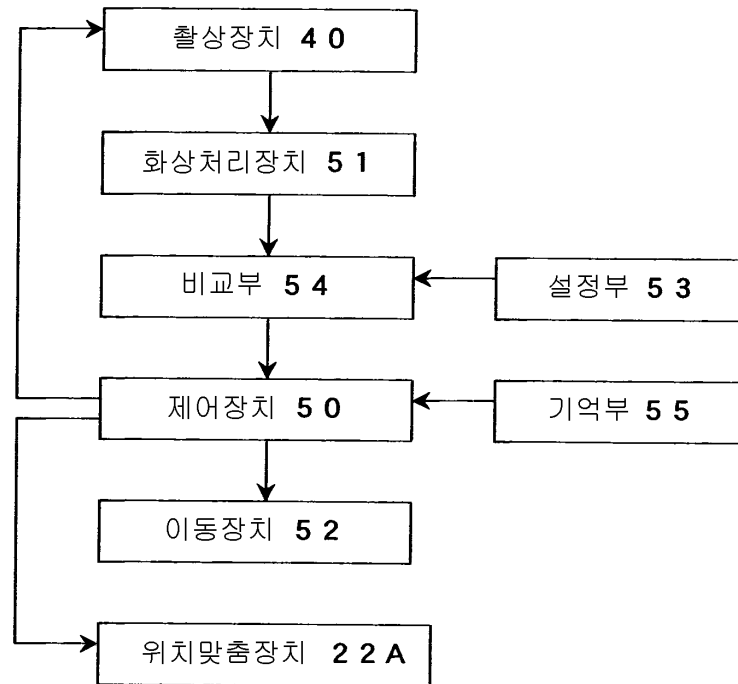 촬상장치 40
화상처리장치 51
비교부 54
설정부 53
제어장치 50
기억부 55
이동장치 52
위치맞춤장치 22A